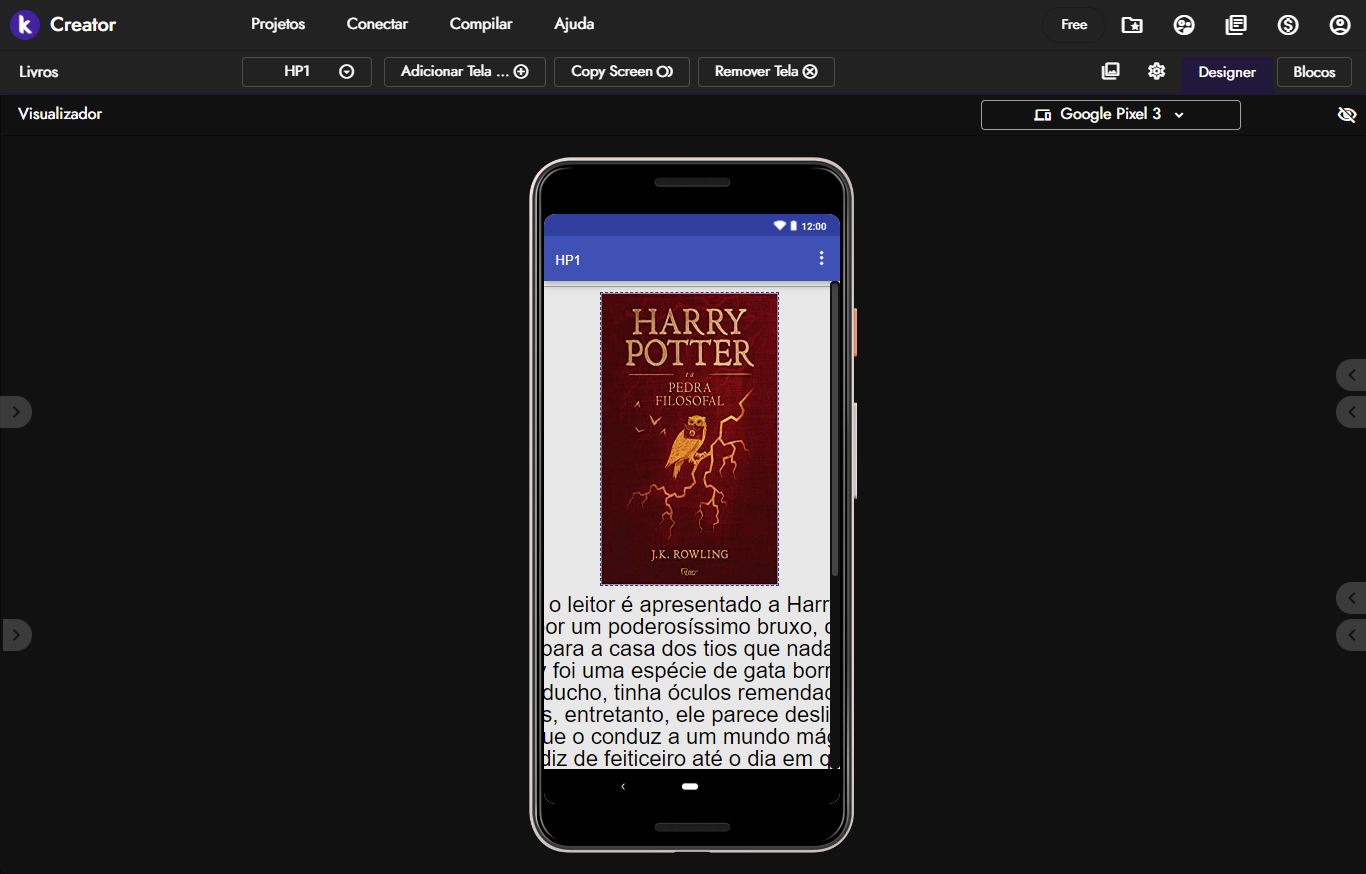 Creator
Projetos
Conectar
Compilar
Ajuda
Free
Livros
HP1
Adicionar Tela ...
Copy Screen
Remover Tela
Designer
Blocos
Visualizador
Google Pixel 3
12:00
HP1
HARRY
POTTER
e a
PEDRA
FILOSOFAL
J.K. ROWLING
o leitor é apresentado a Harr
or um poderosíssimo bruxo,
para a casa dos tios que nada
foi uma espécie de gata borr
ducho, tinha óculos remendad
s, entretanto, ele parece desli
ue o conduz a um mundo mág
diz de feiticeiro até o dia em q